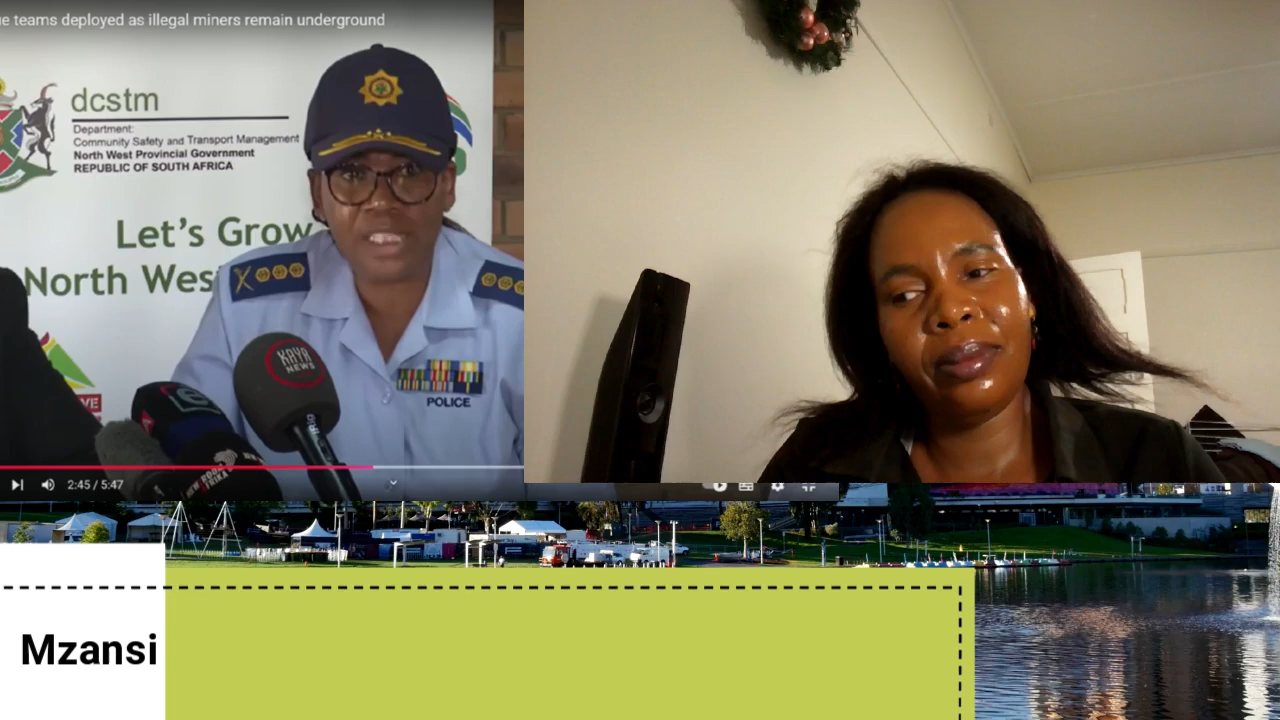 e teams deployed as illegal miners remain underground
dcstm
Department:
Community Safety and Transport Management
North West Provincial Government
REPUBLIC OF SOUTH AFRICA
Let's Grow
North Wes
KAYA
NEWS
POLICE
VE
2:45 / 5:47
Mzansi